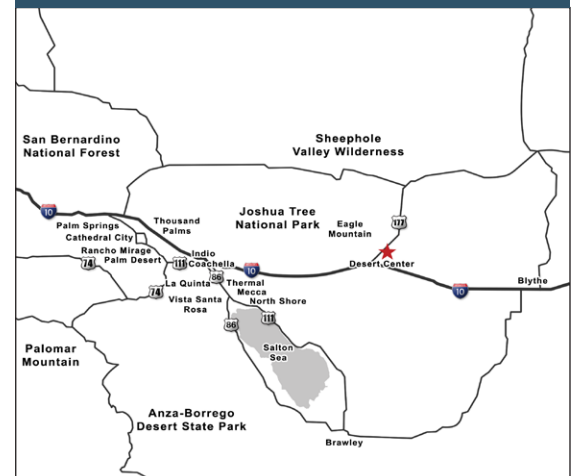 San Bernardino
National Forest
Sheephole
Valley Wilderness
10
Palm Springs
Cathedral City
Rancho Mirage
Palm Desert
74
Thousand
Palms
Joshua Tree
National Park
Eagle
Mountain
177
Desert Center
111
Indio
Coachella
86
10
La Quinta
74
Thermal
Mecca
North Shore
Vista Santa
Rosa
10
Blythe
86
111
Salton
Sea
Palomar
Mountain
Anza-Borrego
Desert State Park
Brawley